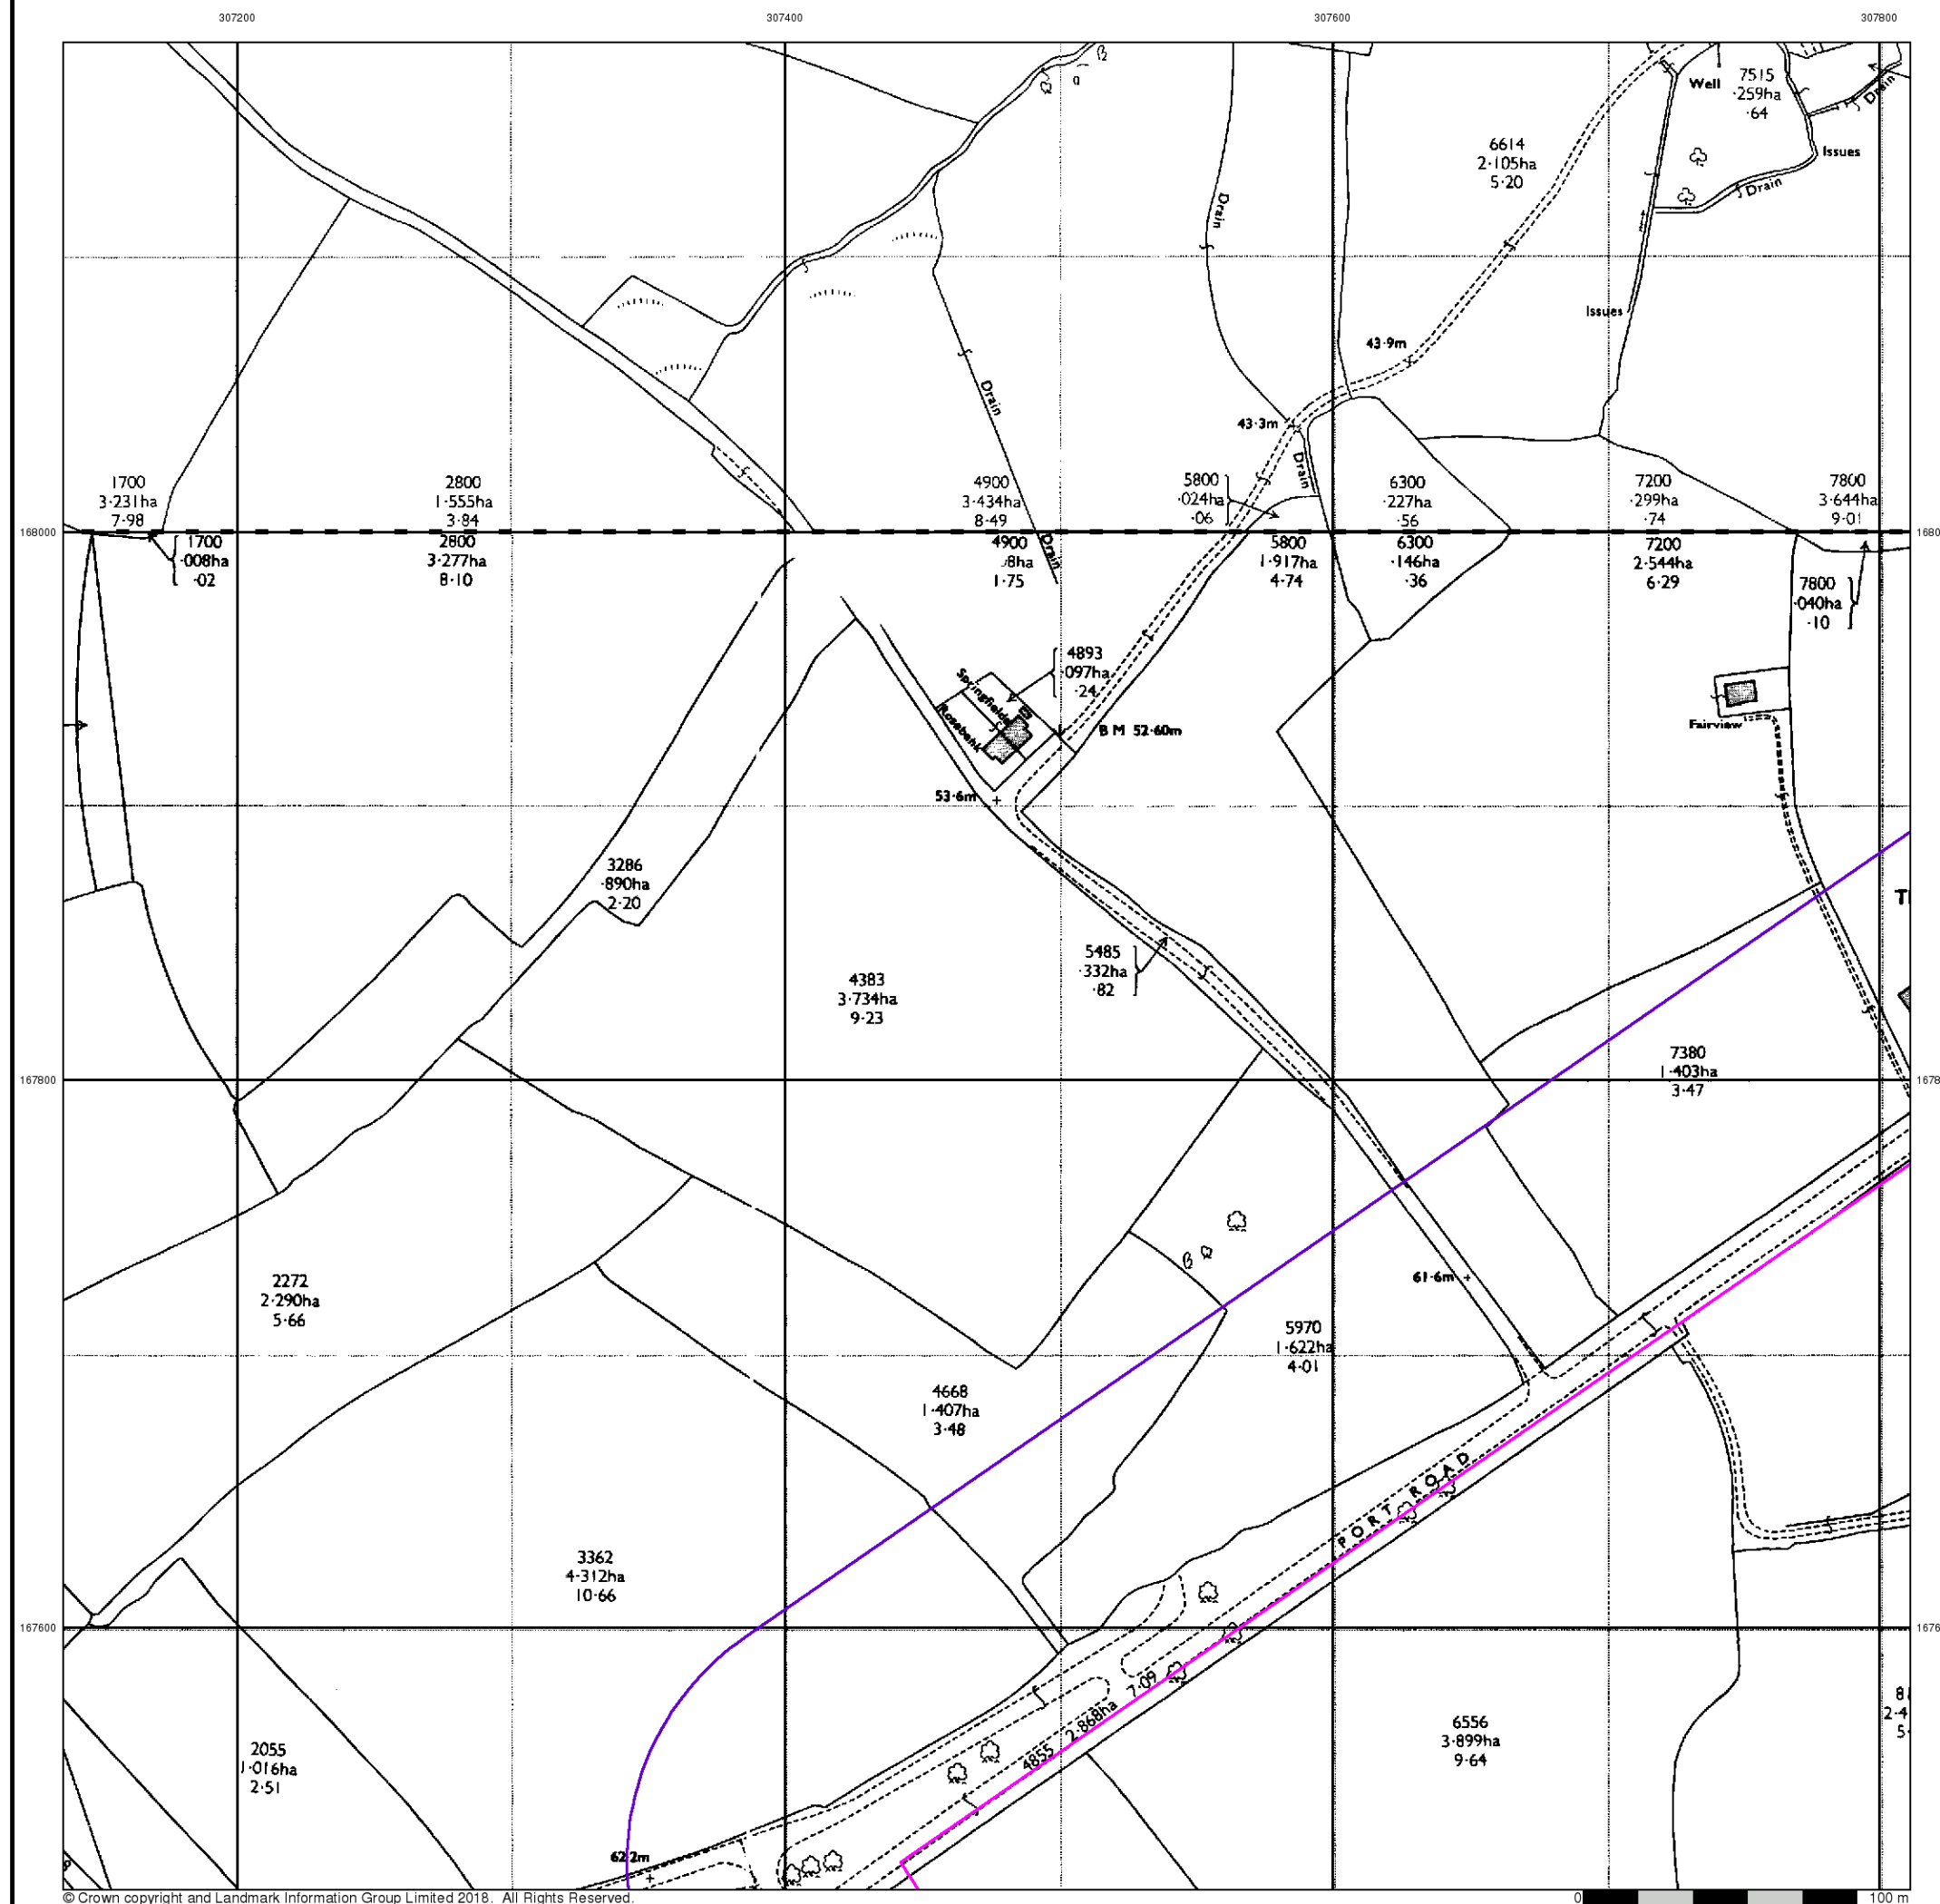 307200
307400
307600
307800
Well
7515
·259ha
·64
Drain
Issues
6614
2·105ha
5·20
Drain
Drain
Issues
43·9m
Drain
43·3m
Drain
1700
3·231ha
7·98
2800
1·555ha
3·84
4900
3·434ha
8·49
5800
·024ha
·06
6300
·227ha
·56
7200
·299ha
·74
7800
3·644ha
9·01
168000
1680
1700
·008ha
·02
2800
3·277ha
8·10
4900
8ha
1·75
Drain
5800
1·917ha
4·74
6300
·146ha
·36
7200
2·544ha
6·29
7800
·040ha
·10
4893
·097ha
·24
Springfields
Rosebank
B M 52·60m
Fairview
53·6m
3286
·890ha
2·20
5485
·332ha
·82
4383
3·734ha
9·23
7380
1·403ha
3·47
167800
1678
61·6m
2272
2·290ha
5·66
5970
1·622ha
4·01
4668
1·407ha
3·48
PORT ROAD
3362
4·312ha
10·66
167600
1676
4855 2·868ha 7·09
6556
3·899ha
9·64
2·4
2055
1·016ha
2·51
62·2m
© Crown copyright and Landmark Information Group Limited 2018. All Rights Reserved.
0
100 m